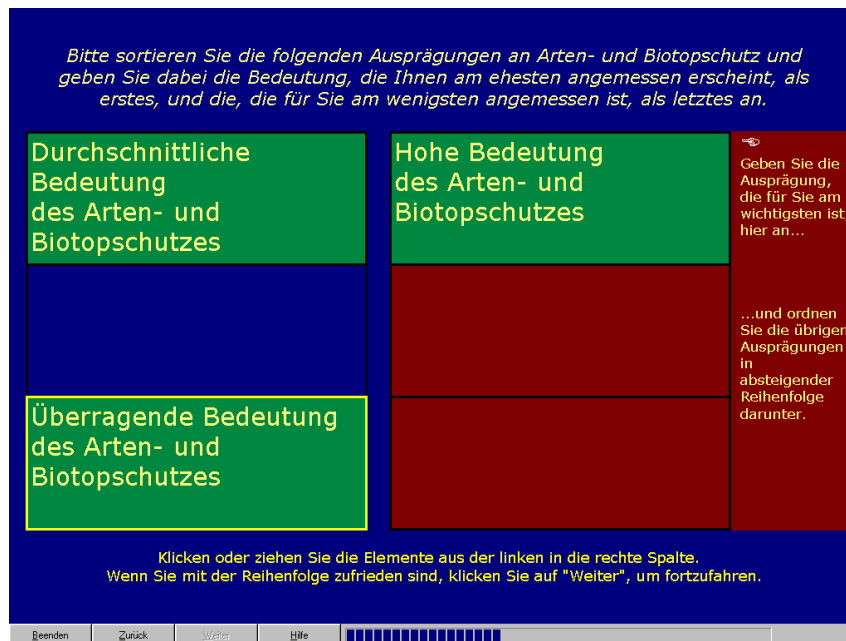 Bitte sortieren Sie die folgenden Ausprägungen an Arten- und Biotopschutz und
geben Sie dabei die Bedeutung, die Ihnen am ehesten angemessen erscheint, als
erstes, und die, die für Sie am wenigsten angemessen ist, als letztes an.
Durchschnittliche
Bedeutung
des Arten- und
Biotopschutzes
Hohe Bedeutung
des Arten- und
Biotopschutzes
Geben Sie die
Ausprägung,
die für Sie am
wichtigsten ist,
hier an...
...und ordnen
Sie die übrigen
Ausprägungen
in
absteigender
Reihenfolge
darunter.
Überragende Bedeutung
des Arten- und
Biotopschutzes
Klicken oder ziehen Sie die Elemente aus der linken in die rechte Spalte.
Wenn Sie mit der Reihenfolge zufrieden sind, klicken Sie auf "Weiter", um fortzufahren.
Beenden
Zurück
Weiter
Hilfe